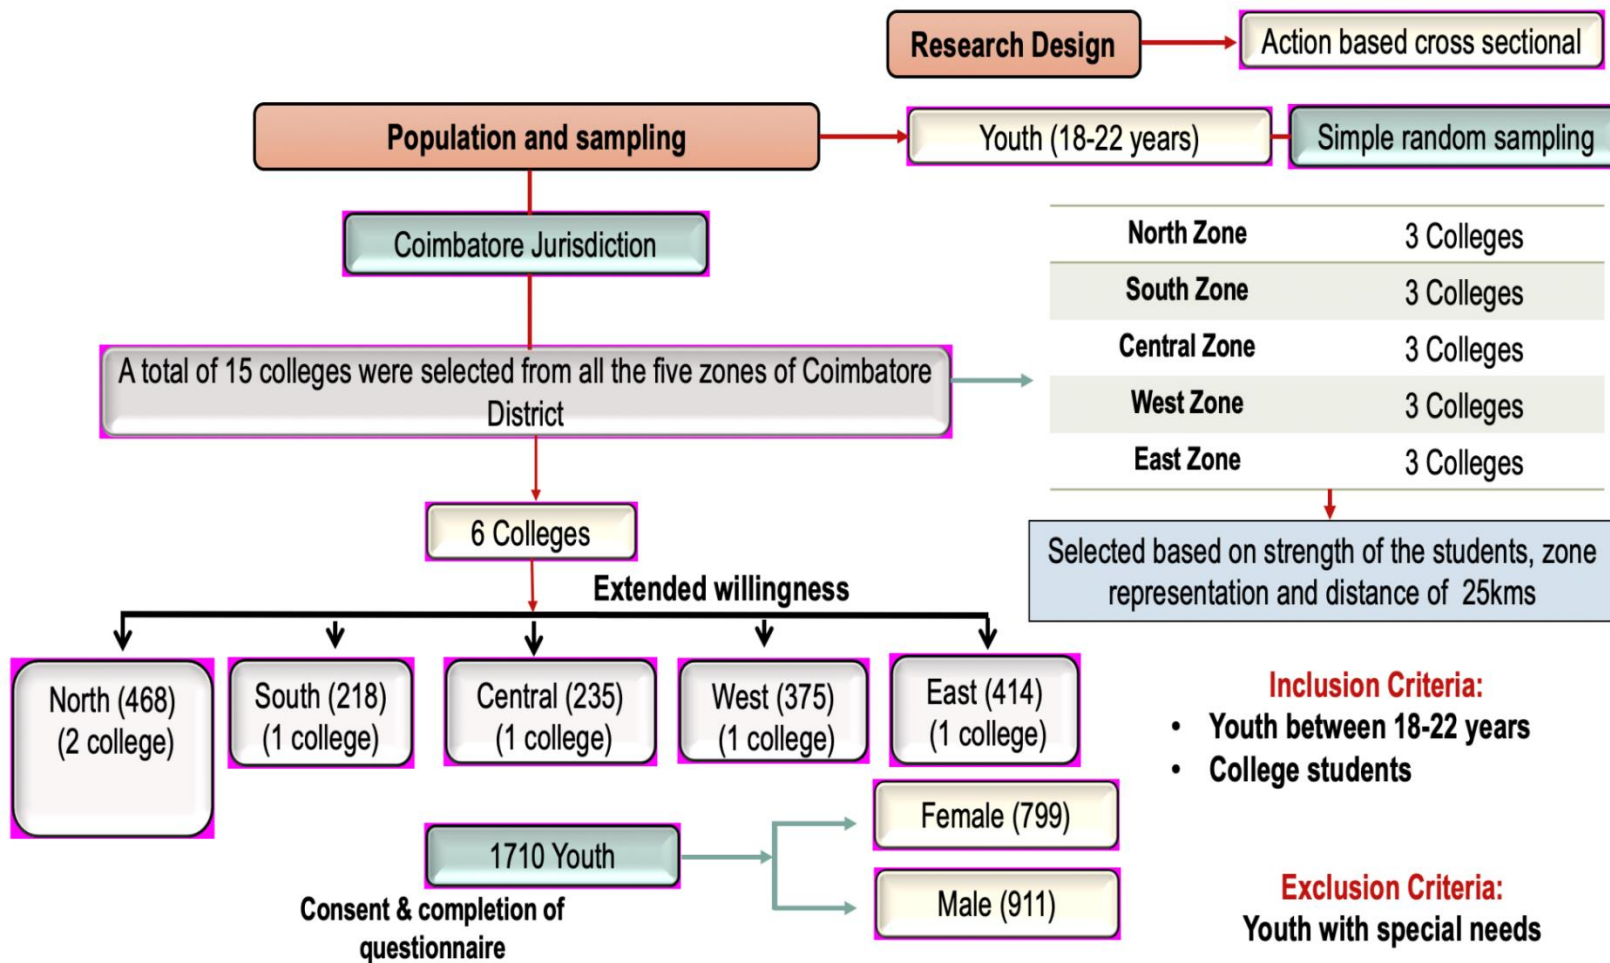 Research Design
Action based cross sectional
Population and sampling
Youth (18-22 years)
Simple random sampling
Coimbatore Jurisdiction
North Zone 3 Colleges
South Zone 3 Colleges
Central Zone 3 Colleges
West Zone 3 Colleges
East Zone 3 Colleges
A total of 15 colleges were selected from all the five zones of Coimbatore
District
6 Colleges
Selected based on strength of the students, zone
representation and distance of 25kms
Extended willingness
North (468)
(2 college)
South (218)
(1 college)
Central (235)
(1 college)
West (375)
(1 college)
East (414)
(1 college)
Inclusion Criteria:
• Youth between 18-22 years
• College students
1710 Youth
Female (799)
Male (911)
Consent & completion of
questionnaire
Exclusion Criteria:
Youth with special needs